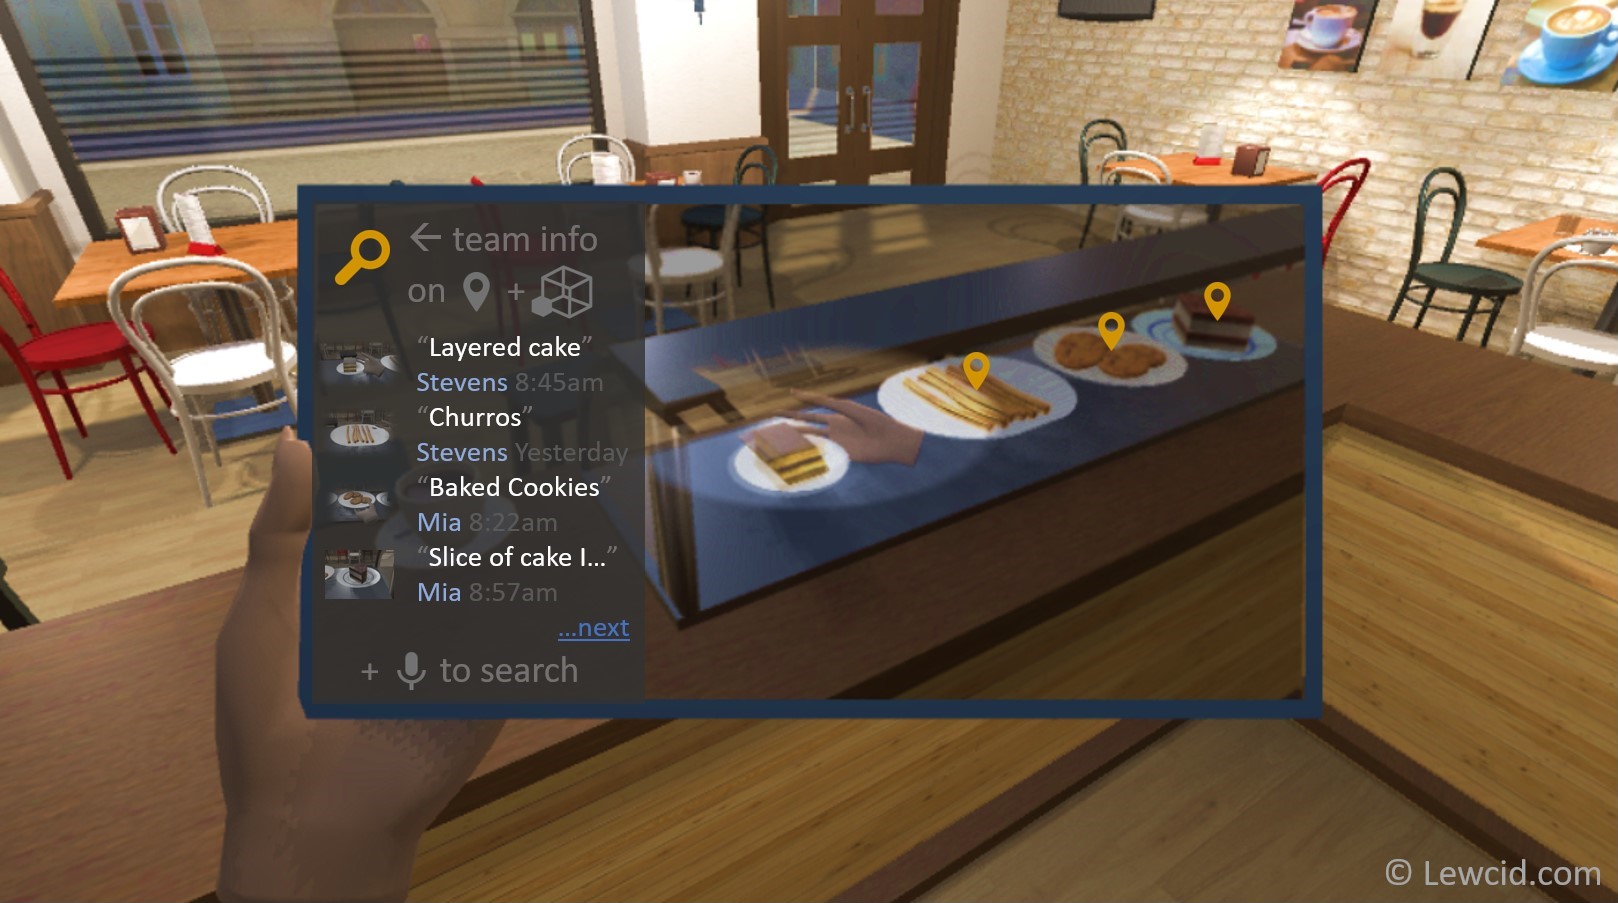 ← team info
on +
“Layered cake”
Stevens 8:45am
“Churros”
Stevens Yesterday
“Baked Cookies”
Mia 8:22am
“Slice of cake I...”
Mia 8:57am
...next
+ to search
© Lewcid.com